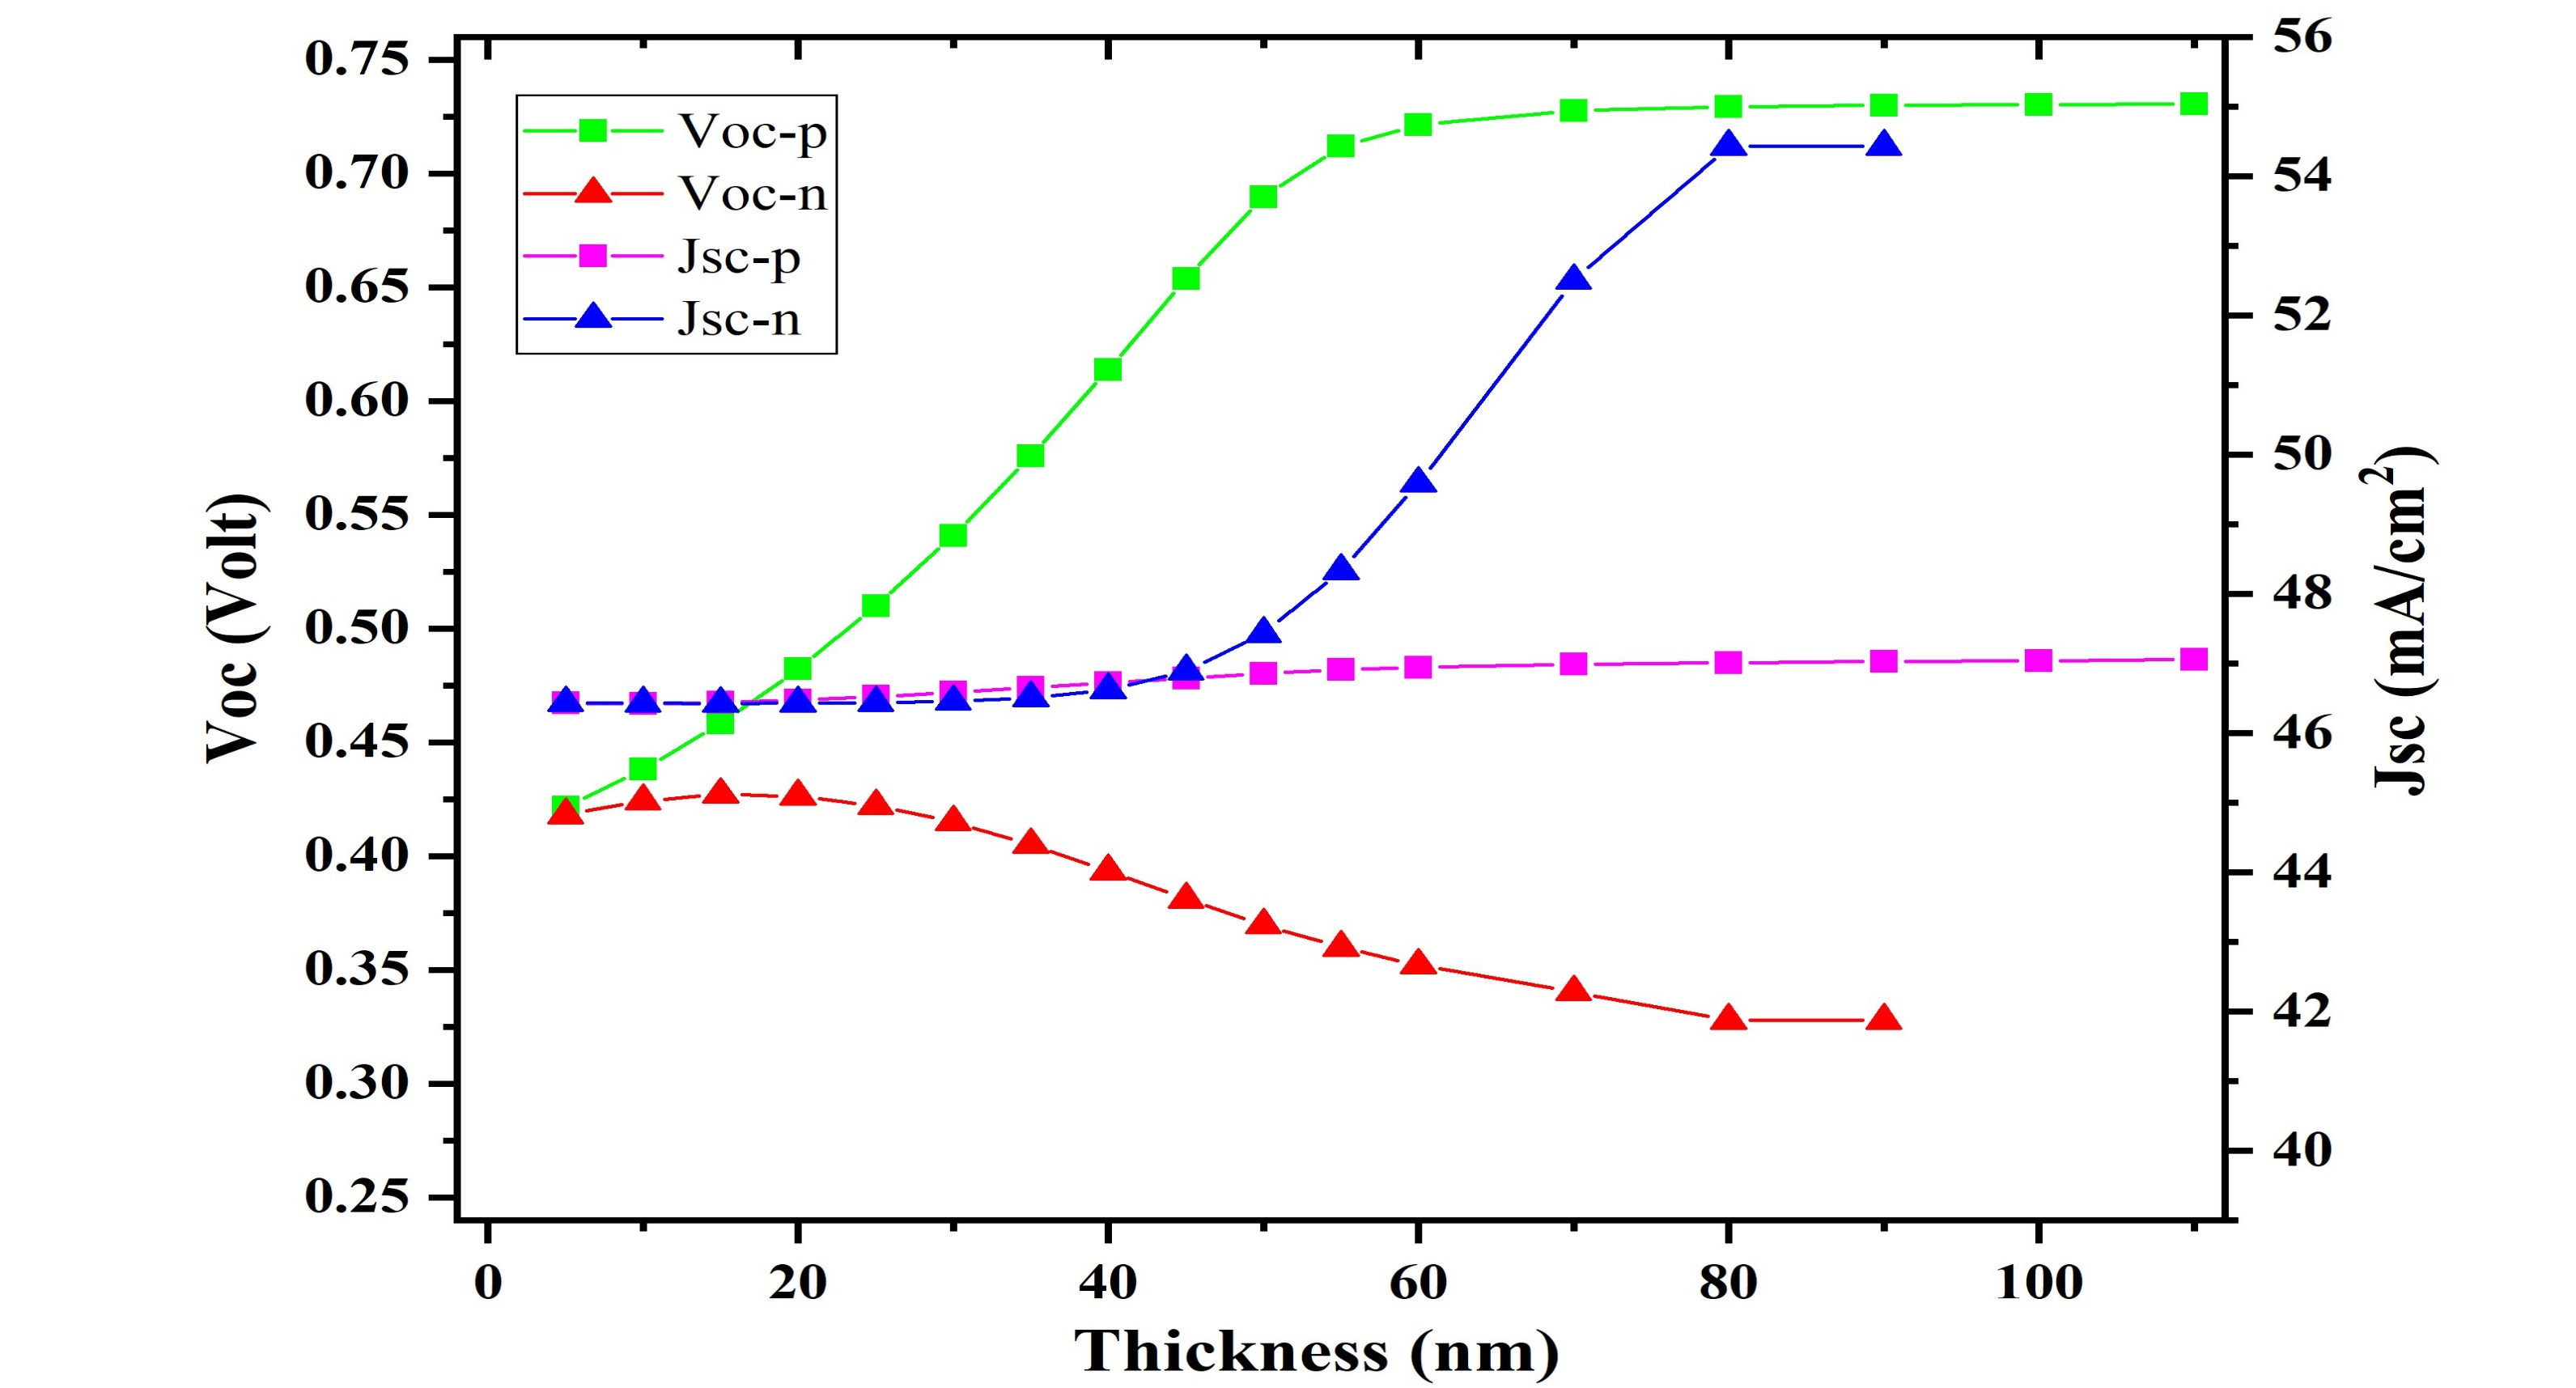 Voc-p
Voc-n
Jsc-p
Jsc-n
0.75
0.70
0.65
0.60
0.55
0.50
0.45
0.40
0.35
0.30
0.25
Voc (Volt)
56
54
52
50
48
46
44
42
40
Jsc (mA/cm²)
0 20 40 60 80 100
Thickness (nm)